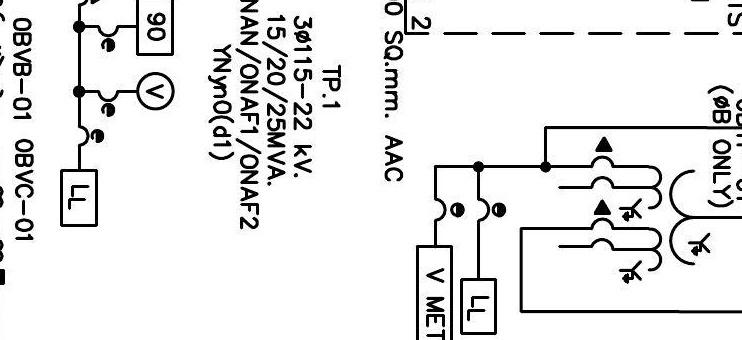 90
V
0BVB-01 0BVC-01
LL
TP.1
3Ø115-22 kV.
15/20/25MVA.
NAN/ONAF1/ONAF2
YNyn0(d1)
2
0 SQ.mm. AAC
(ØB ONLY)
LL
V MET